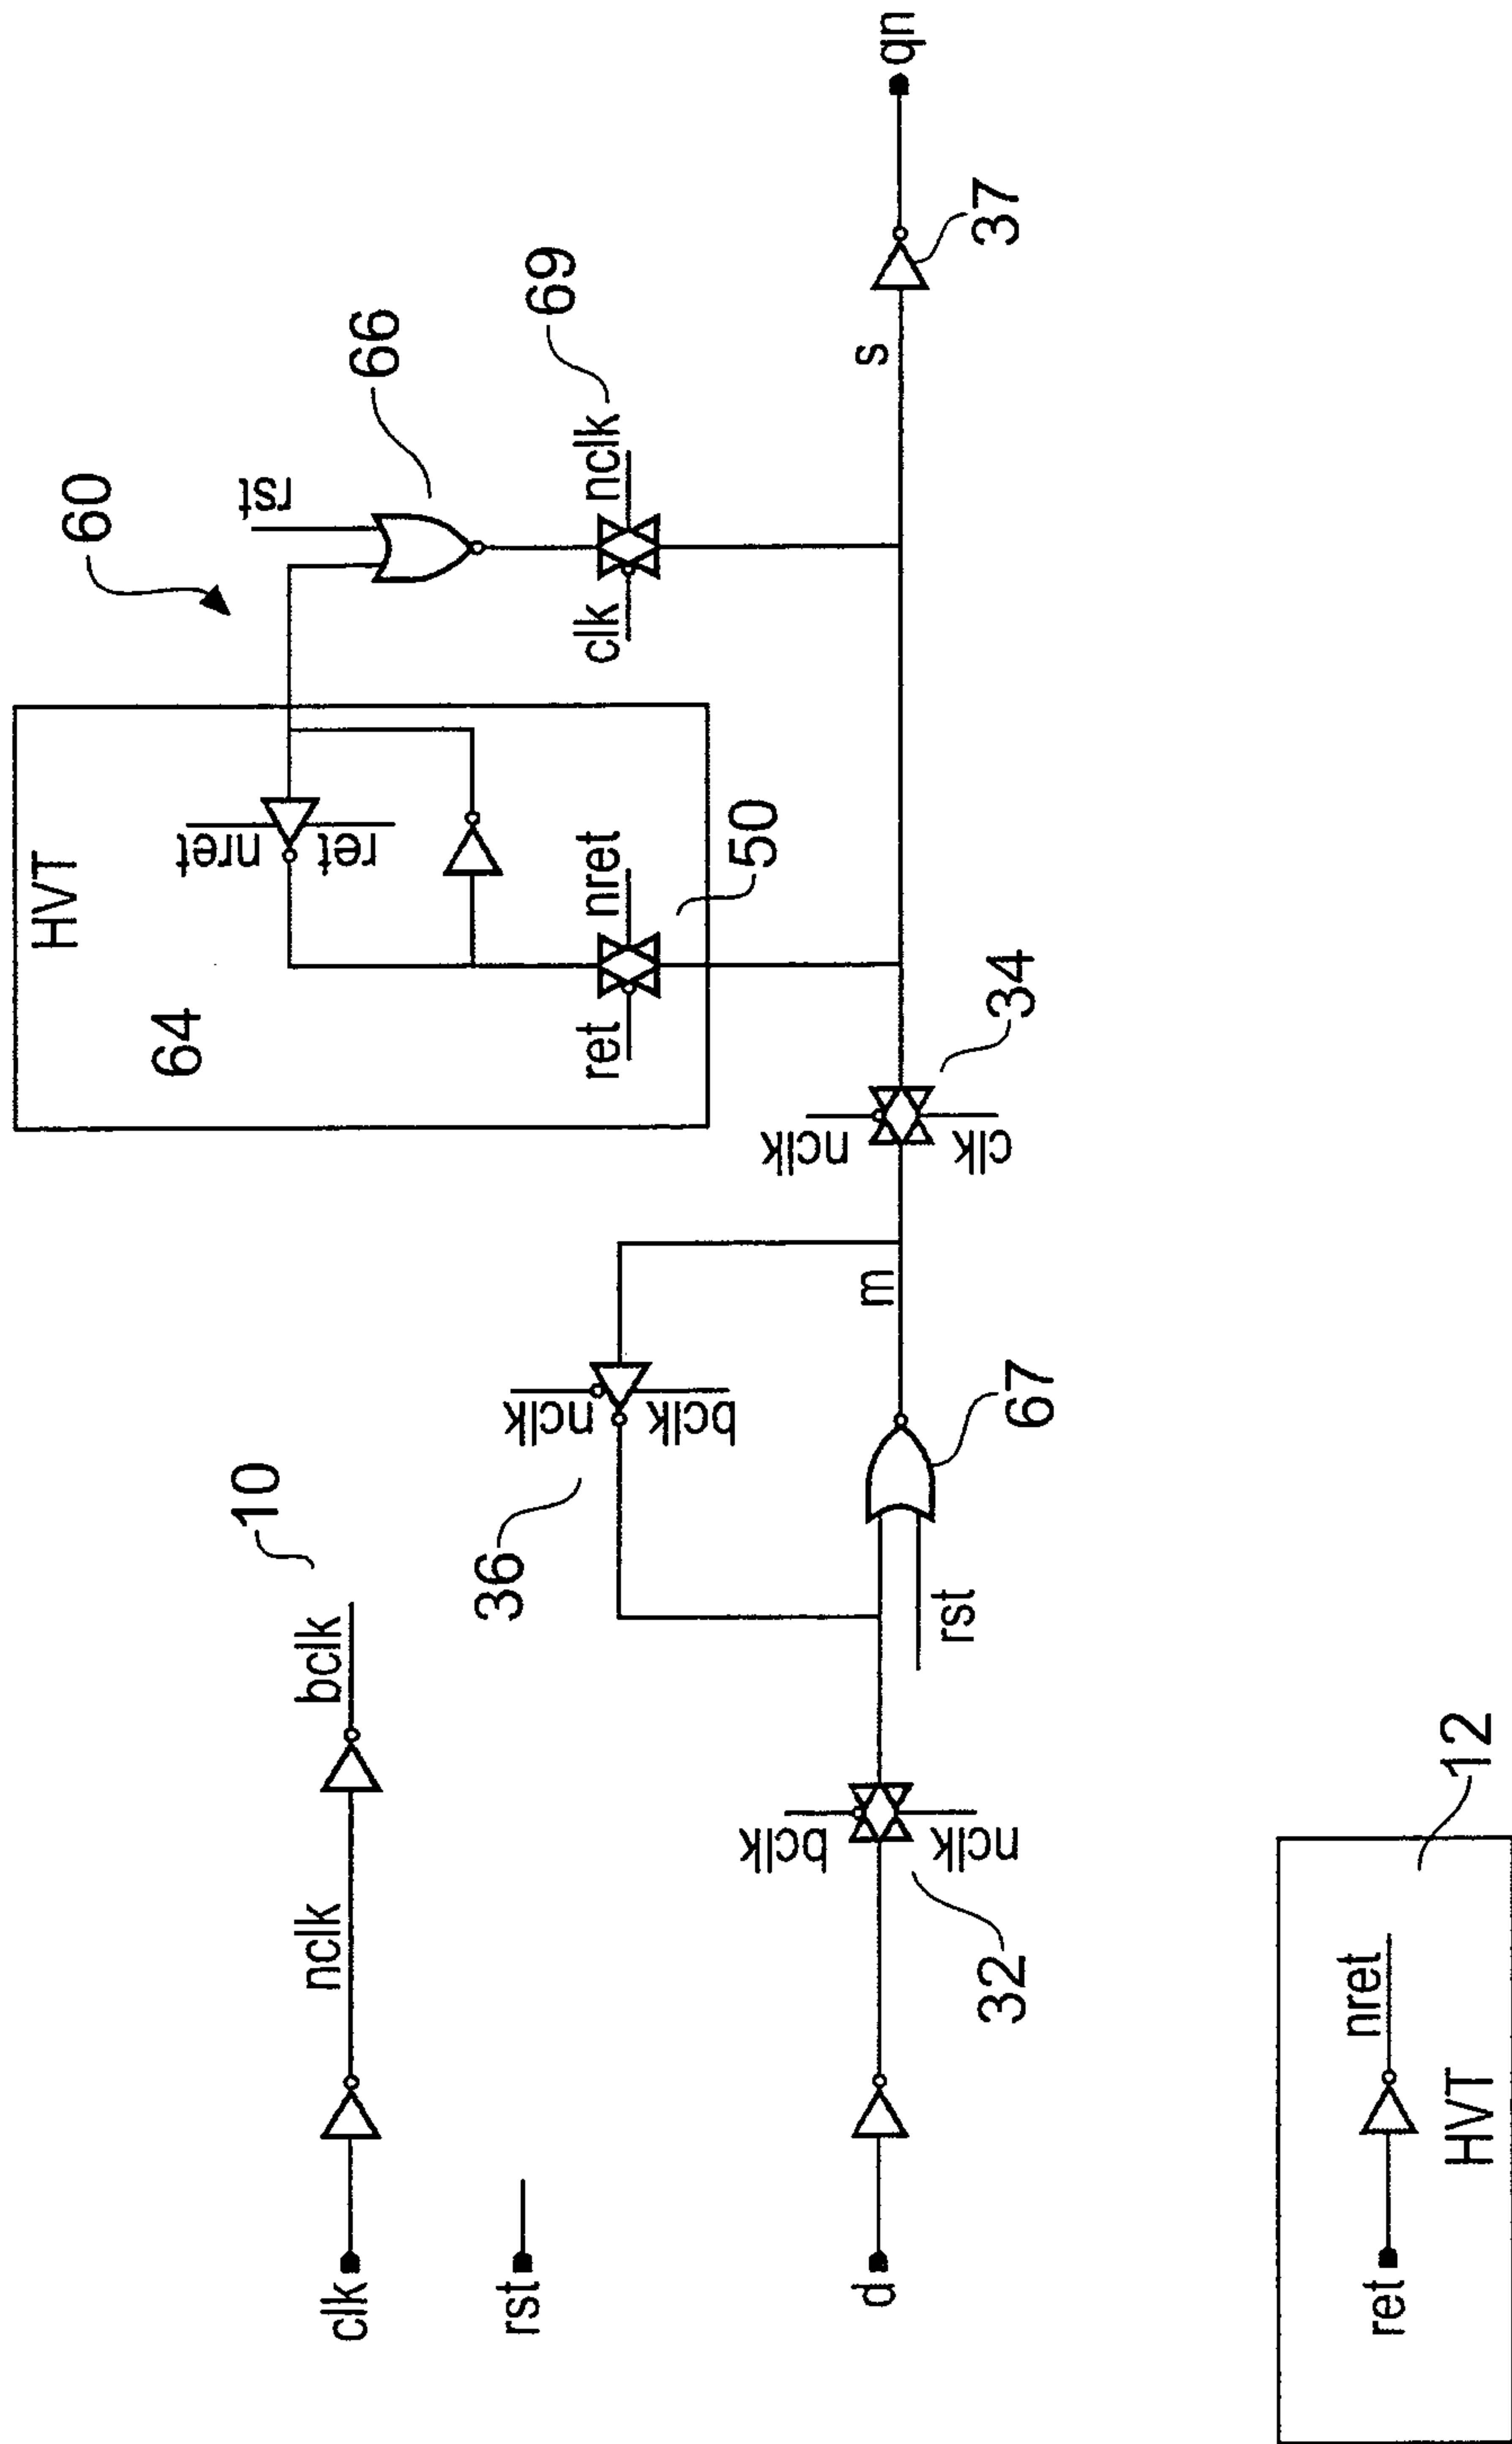 clk
nclk
bclk
10
rst
d
bclk
nclk
32
36
nclk
bclk
rst
67
m
nclk
clk
34
HVT
64
nret
ret
ret
nret
50
60
rst
66
clk
nclk
69
s
37
qn
ret
nret
HVT
12